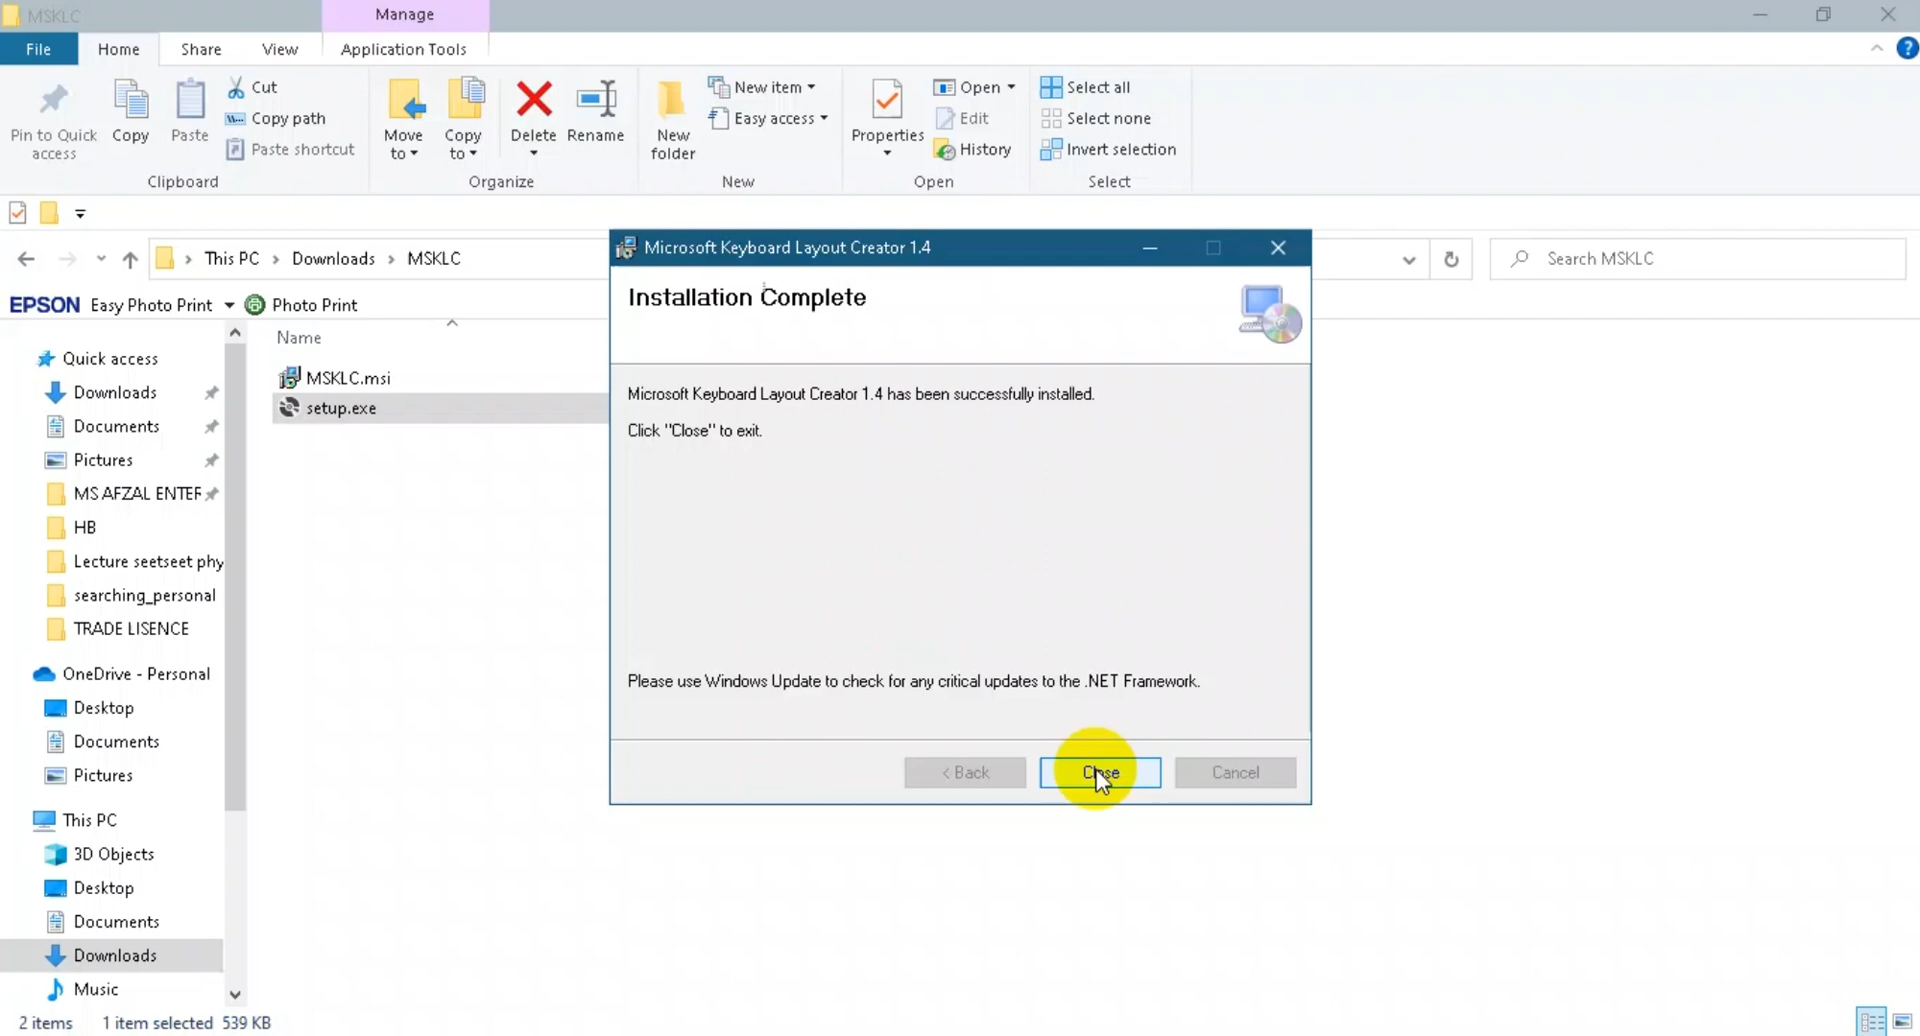 MSKLC
Manage
File
Home
Share
View
Application Tools
Pin to Quick access
Copy
Paste
Cut
Copy path
Paste shortcut
Clipboard
Move to
Copy to
Delete
Rename
Organize
New folder
New item
Easy access
New
Properties
Open
Edit
History
Open
Select all
Select none
Invert selection
Select
This PC > Downloads > MSKLC
Search MSKLC
EPSON Easy Photo Print
Photo Print
Name
MSKLC.msi
setup.exe
Quick access
Downloads
Documents
Pictures
MS AFZAL ENTER
HB
Lecture seetseet phy
searching_personal
TRADE LISENCE
OneDrive - Personal
Desktop
Documents
Pictures
This PC
3D Objects
Desktop
Documents
Downloads
Music
Microsoft Keyboard Layout Creator 1.4
Installation Complete
Microsoft Keyboard Layout Creator 1.4 has been successfully installed.
Click "Close" to exit.
Please use Windows Update to check for any critical updates to the .NET Framework.
< Back
Close
Cancel
2 items
1 item selected 539 KB